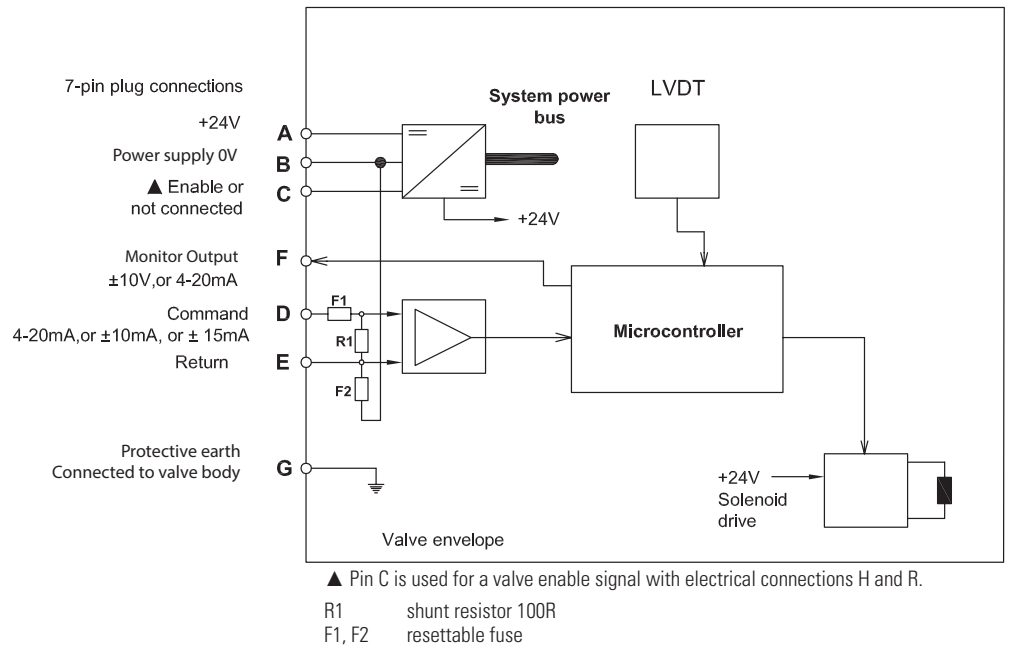 7-pin plug connections
+24V
A
Power supply 0V
B
▲ Enable or
not connected
C
System power
bus
LVDT
+24V
Monitor Output
±10V,or 4-20mA
F
Command
4-20mA,or ±10mA, or ± 15mA
D
F1
R1
Return
E
F2
Microcontroller
Protective earth
Connected to valve body
G
+24V
Solenoid
drive
Valve envelope
▲ Pin C is used for a valve enable signal with electrical connections H and R.
R1 shunt resistor 100R
F1, F2 resettable fuse